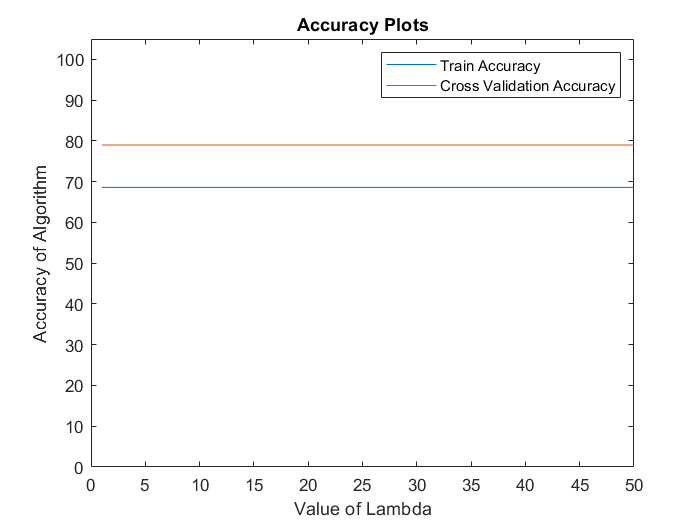 Accuracy Plots
Train Accuracy
Cross Validation Accuracy
100
90
80
70
60
50
40
30
20
10
0
Accuracy of Algorithm
0 5 10 15 20 25 30 35 40 45 50
Value of Lambda